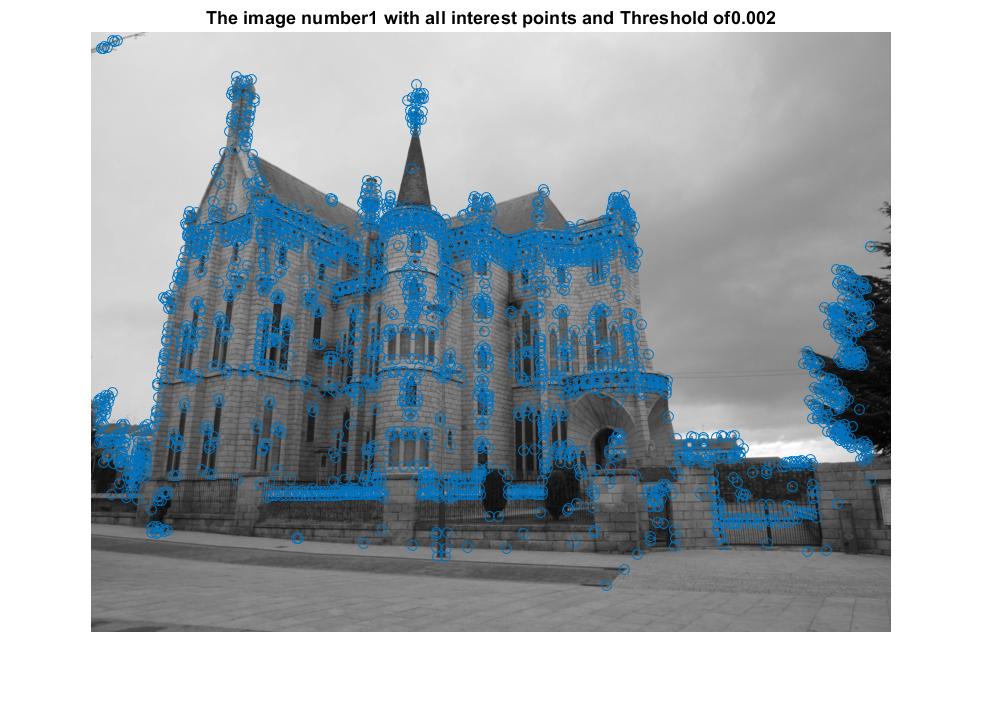 The image number1 with all interest points and Threshold of0.002